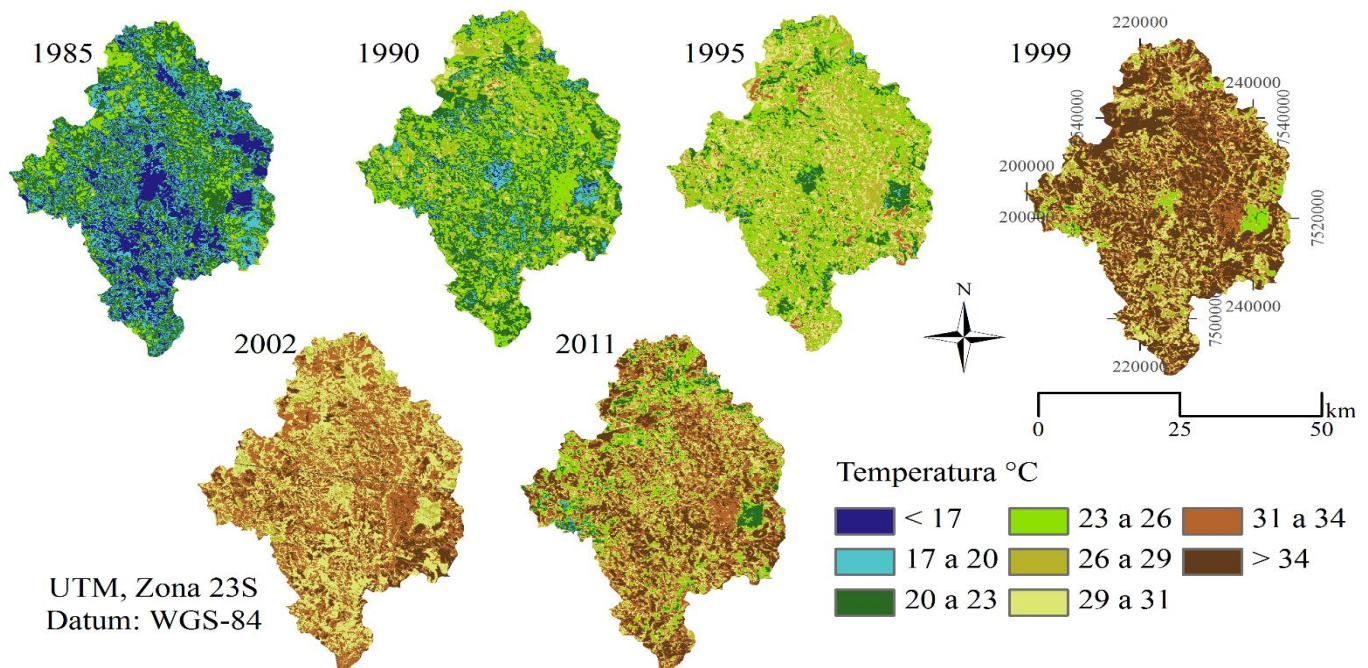 1985
1990
1995
1999
220000
240000
7540000
7540000
200000
200000
7520000
7500000
240000
220000
2002
2011
N
km
0 25 50
Temperatura °C
< 17
17 a 20
20 a 23
23 a 26
26 a 29
29 a 31
31 a 34
> 34
UTM, Zona 23S
Datum: WGS-84